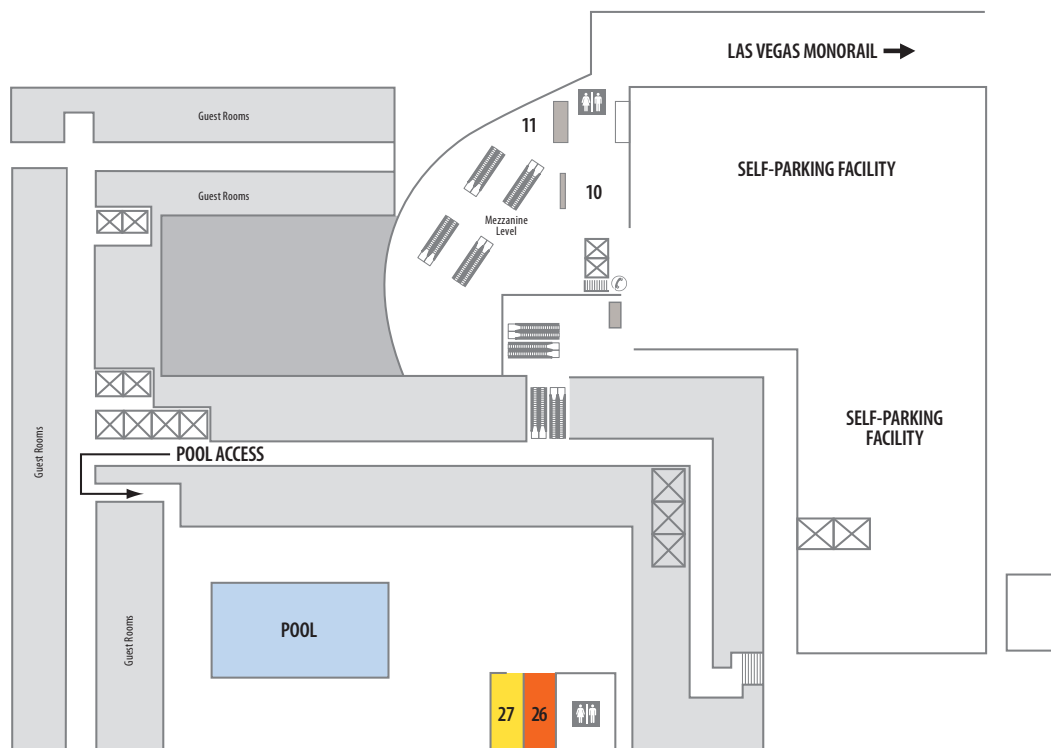 LAS VEGAS MONORAIL
Guest Rooms
11
SELF-PARKING FACILITY
Guest Rooms
10
Mezzanine
Level
SELF-PARKING
FACILITY
Guest Rooms
POOL ACCESS
Guest Rooms
POOL
27
26